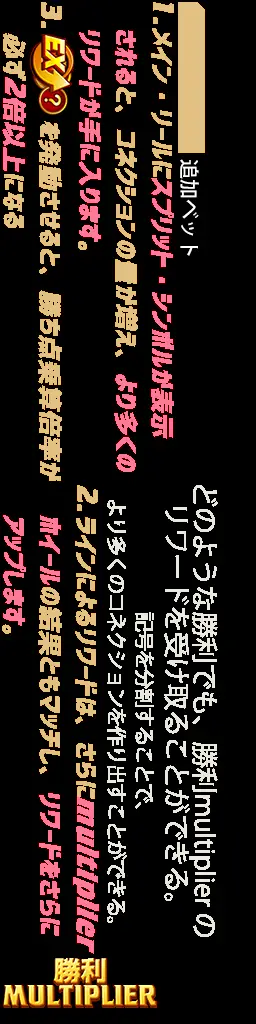 追加ベット
1.メイン・リールにスプリット・シンボルが表示
されると、コネクションの量が増え、より多くの
リワードが手に入ります。
3. EX? を発動させると、勝ち点乗算倍率が
必ず2倍以上になる
どのような勝利でも、勝利multiplierの
リワードを受け取ることができる。
記号を分割することで、
より多くのコネクションを作り出すことができる。
2.ラインによるリワードは、さらにmultiplier
ホイールの結果ともマッチし、リワードをさらに
アップします。
勝利
MULTIPLIER